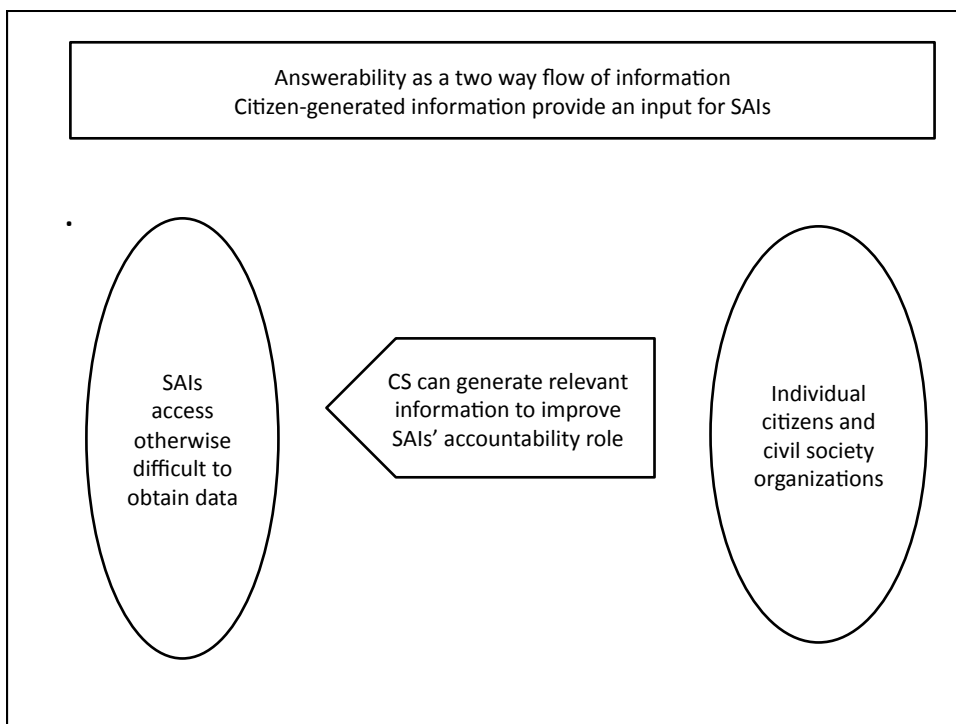 Answerability as a two way flow of information
Citizen-generated information provide an input for SAIs
SAIs
access
otherwise
difficult to
obtain data
CS can generate relevant
information to improve
SAIs’ accountability role
Individual
citizens and
civil society
organizations